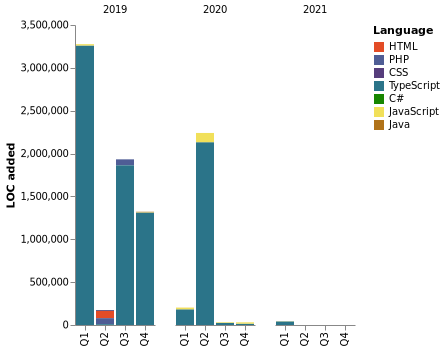 2019 2020 2021
Language
HTML
PHP
CSS
TypeScript
C#
JavaScript
Java
LOC added
3,500,000
3,000,000
2,500,000
2,000,000
1,500,000
1,000,000
500,000
0
Q1 Q2 Q3 Q4 Q1 Q2 Q3 Q4 Q1 Q2 Q3 Q4